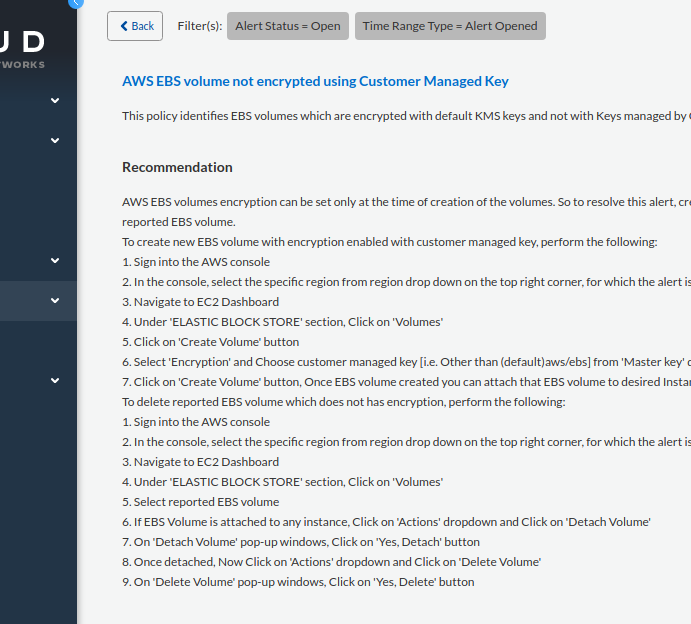 U D
TWORKS
Back
Filter(s):
Alert Status = Open
Time Range Type = Alert Opened
AWS EBS volume not encrypted using Customer Managed Key
This policy identifies EBS volumes which are encrypted with default KMS keys and not with Keys managed by
Recommendation
AWS EBS volumes encryption can be set only at the time of creation of the volumes. So to resolve this alert,
reported EBS volume.
To create new EBS volume with encryption enabled with customer managed key, perform the following:
1. Sign into the AWS console
2. In the console, select the specific region from region drop down on the top right corner, for which the alert is
3. Navigate to EC2 Dashboard
4. Under 'ELASTIC BLOCK STORE' section, Click on 'Volumes'
5. Click on 'Create Volume' button
6. Select 'Encryption' and Choose customer managed key [i.e. Other than (default)aws/ebs] from 'Master key'
7. Click on 'Create Volume' button, Once EBS volume created you can attach that EBS volume to desired
To delete reported EBS volume which does not has encryption, perform the following:
1. Sign into the AWS console
2. In the console, select the specific region from region drop down on the top right corner, for which the alert is
3. Navigate to EC2 Dashboard
4. Under 'ELASTIC BLOCK STORE' section, Click on 'Volumes'
5. Select reported EBS volume
6. If EBS Volume is attached to any instance, Click on 'Actions' dropdown and Click on 'Detach Volume'
7. On 'Detach Volume' pop-up windows, Click on 'Yes, Detach' button
8. Once detached, Now Click on 'Actions' dropdown and Click on 'Delete Volume'
9. On 'Delete Volume' pop-up windows, Click on 'Yes, Delete' button